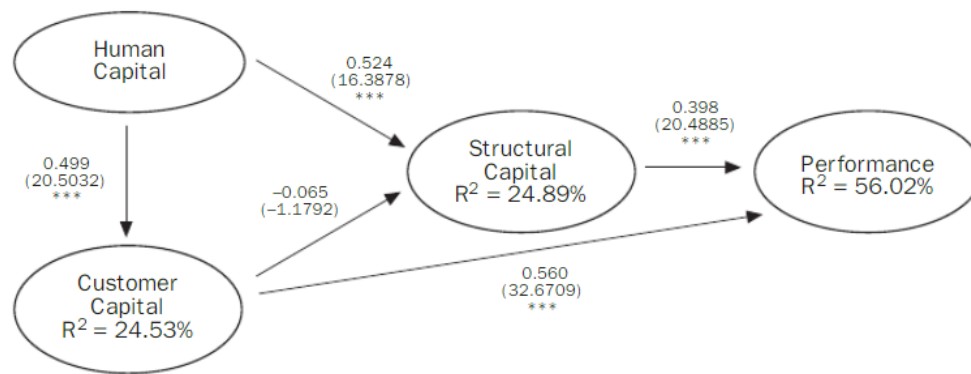 Human
Capital
0.524
(16.3878)
***
0.398
(20.4885)
***
Structural
Capital
R² = 24.89%
Performance
R² = 56.02%
0.499
(20.5032)
***
–0.065
(–1.1792)
Customer
Capital
R² = 24.53%
0.560
(32.6709)
***